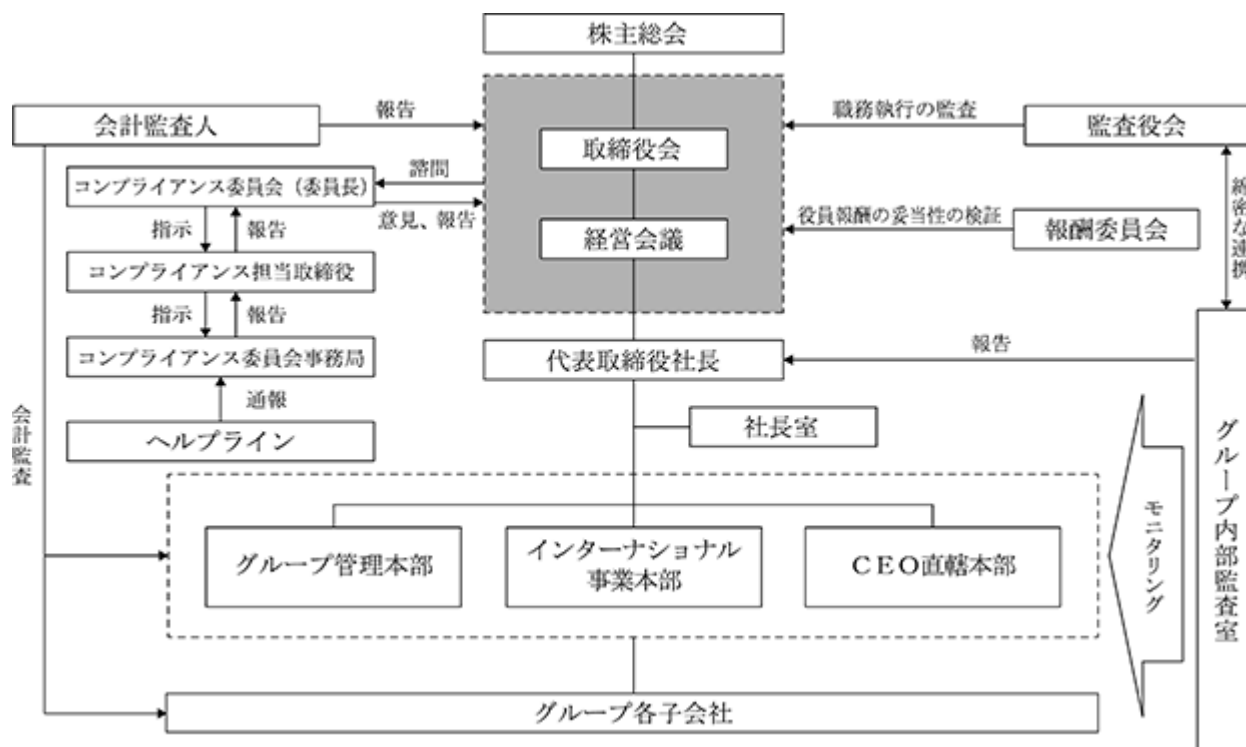 株主総会
会計監査人
報告
職務執行の監査
監査役会
取締役会
コンプライアンス委員会（委員長）
諮問
意見、報告
綿密な連携
指示
報告
経営会議
役員報酬の妥当性の検証
報酬委員会
コンプライアンス担当取締役
指示
報告
コンプライアンス委員会事務局
代表取締役社長
報告
通報
ヘルプライン
社長室
会計監査
グループ内部監査室
モニタリング
グループ管理本部
インターナショナル
事業本部
ＣＥＯ直轄本部
グループ各子会社